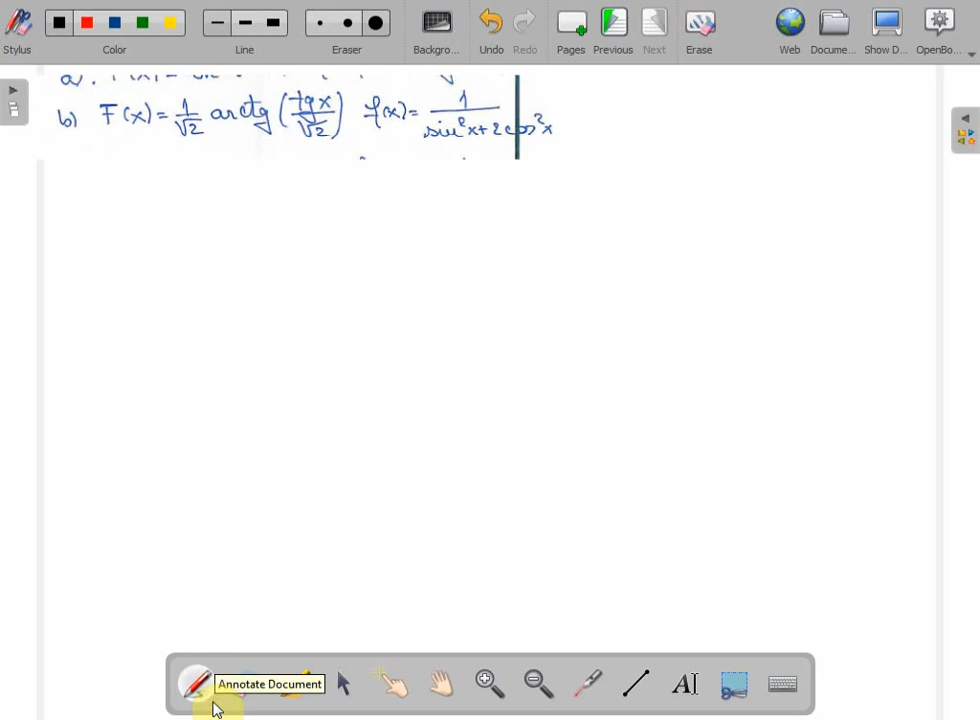 Stylus
Color
Line
Eraser
Backgro...
Undo
Redo
Pages
Previous
Next
Erase
Web
Docume...
Show D...
OpenBo...
a).
b) F(x) = 1/√2 arctg (tg x/√2) f(x) = 1/sin²x + 2cos²x
Annotate Document
A